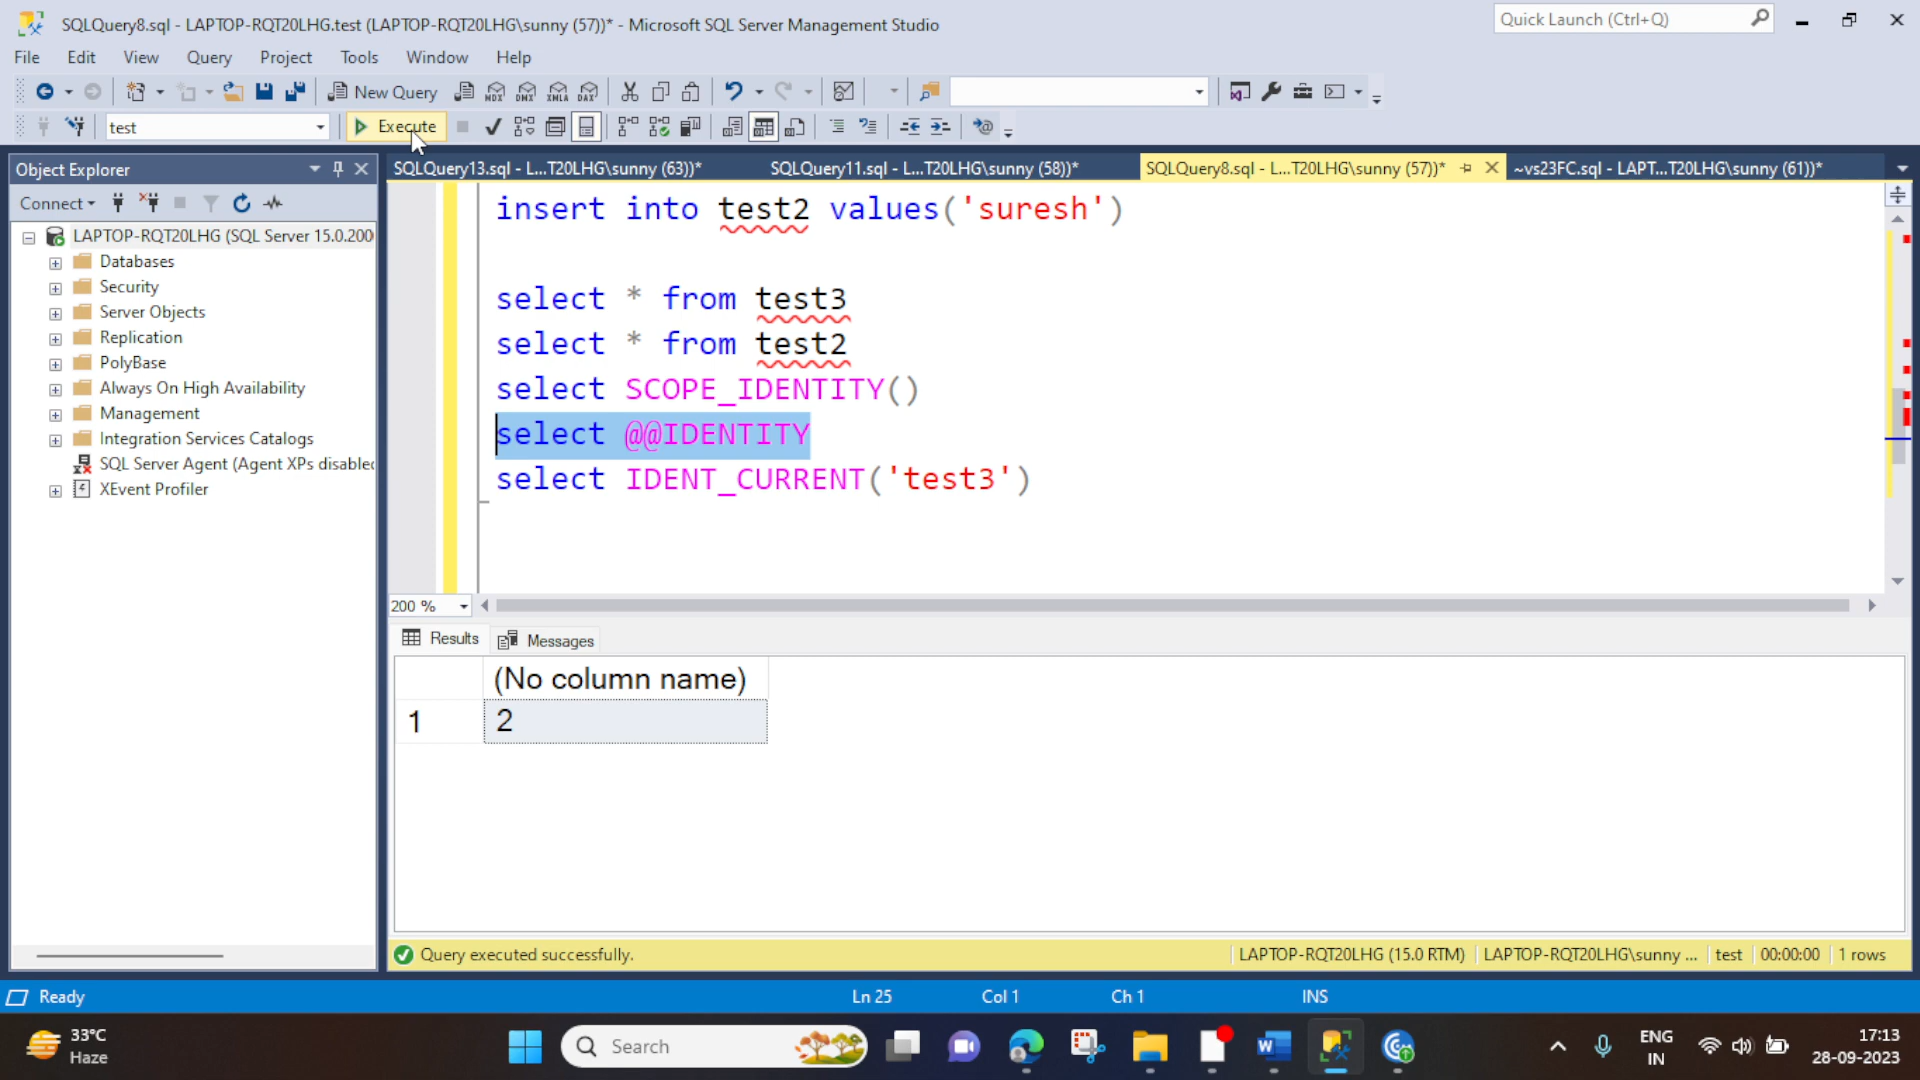 SQLQuery8.sql - LAPTOP-RQT20LHG.test (LAPTOP-RQT20LHG\sunny (57))* - Microsoft SQL Server Management Studio
Quick Launch (Ctrl+Q)
File Edit View Query Project Tools Window Help
New Query
MDX DMX XMLA DAX
test
Execute
Object Explorer
SQLQuery13.sql - L...T20LHG\sunny (63))*
SQLQuery11.sql - L...T20LHG\sunny (58))*
SQLQuery8.sql - L...T20LHG\sunny (57))*
~vs23FC.sql - LAPT...T20LHG\sunny (61))*
Connect
LAPTOP-RQT20LHG (SQL Server 15.0.200
Databases
Security
Server Objects
Replication
PolyBase
Always On High Availability
Management
Integration Services Catalogs
SQL Server Agent (Agent XPs disabled
XEvent Profiler
insert into test2 values('suresh')
select * from test3
select * from test2
select SCOPE_IDENTITY()
select @@IDENTITY
select IDENT_CURRENT('test3')
200 %
Results
Messages
(No column name)
1 2
Query executed successfully.
LAPTOP-RQT20LHG (15.0 RTM)
LAPTOP-RQT20LHG\sunny ...
test
00:00:00
1 rows
Ready
Ln 25
Col 1
Ch 1
INS
33°C
Haze
Search
ENG
IN
17:13
28-09-2023